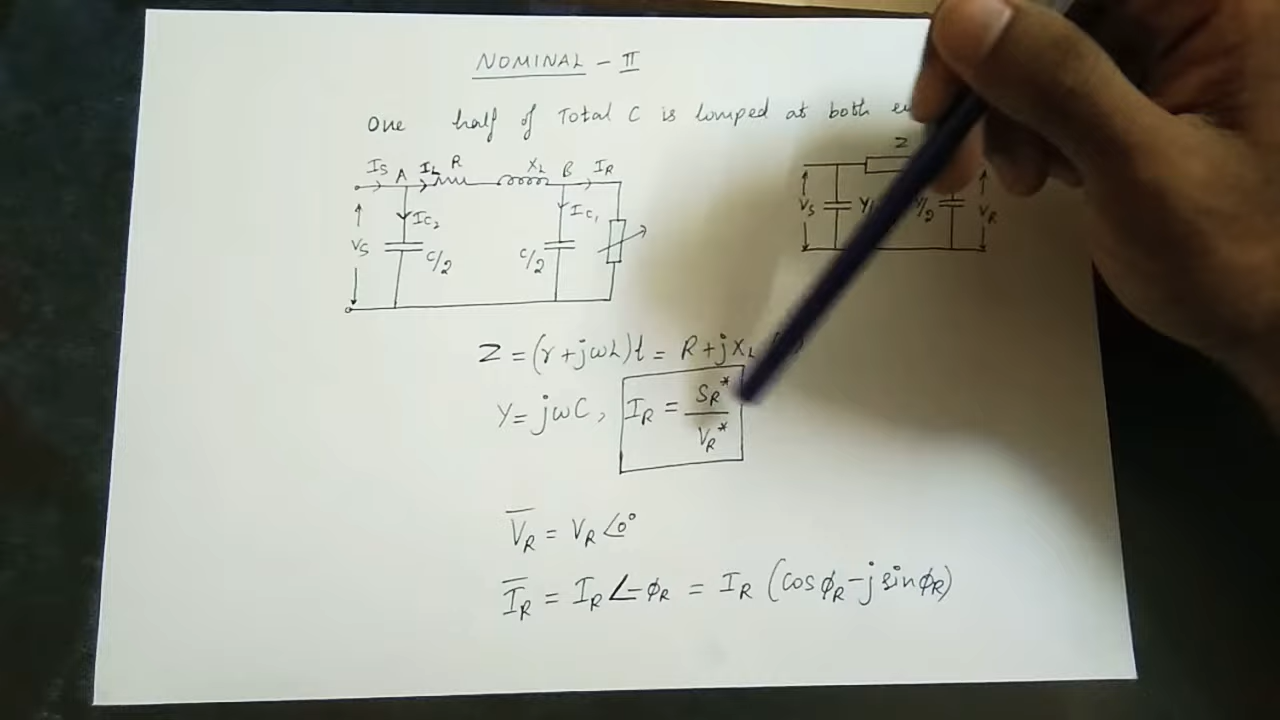 NOMINAL - II
One half of Total C is lumped at both
IS A IL R XL B IR
IC2 IC1
VS C/2 C/2
Z
VS Y/2 VR
Z = (r+jωL)l = R+jXL
Y = jωC, IR = SR* / VR*
V̅R = VR∠0°
I̅R = IR∠-ϕR = IR (cosϕR - j sinϕR)